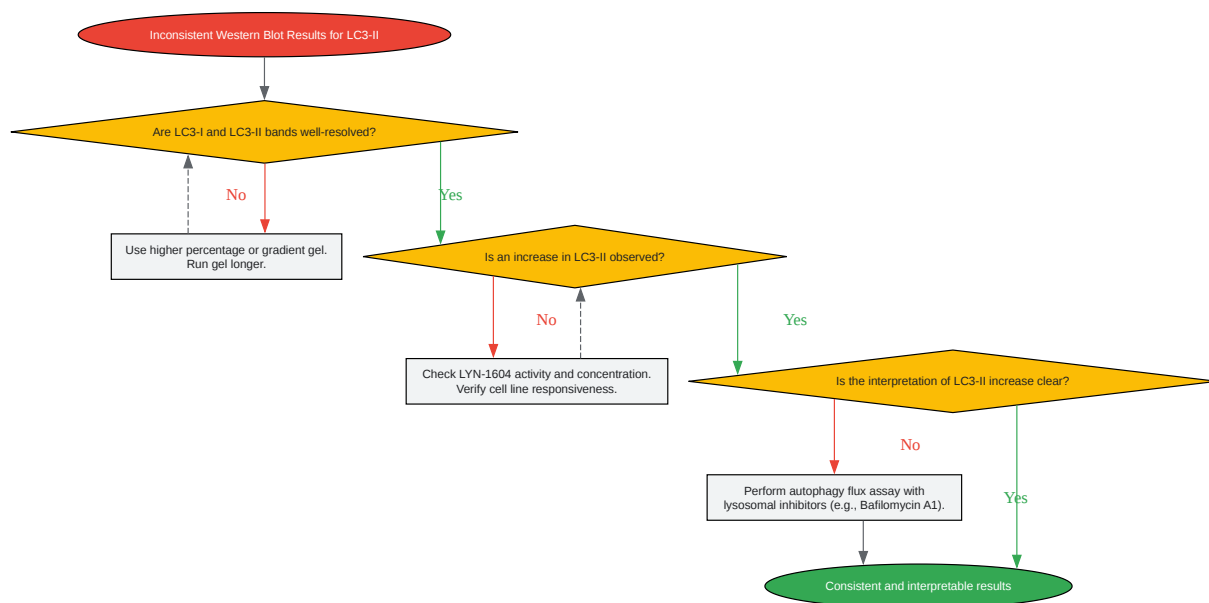 Inconsistent Western Blot Results for LC3-II
Are LC3-I and LC3-II bands well-resolved?
No
Yes
Use higher percentage or gradient gel.
Run gel longer.
Is an increase in LC3-II observed?
No
Yes
Check LYN-1604 activity and concentration.
Verify cell line responsiveness.
Is the interpretation of LC3-II increase clear?
No
Yes
Perform autophagy flux assay with
lysosomal inhibitors (e.g., Bafilomycin A1).
Consistent and interpretable results